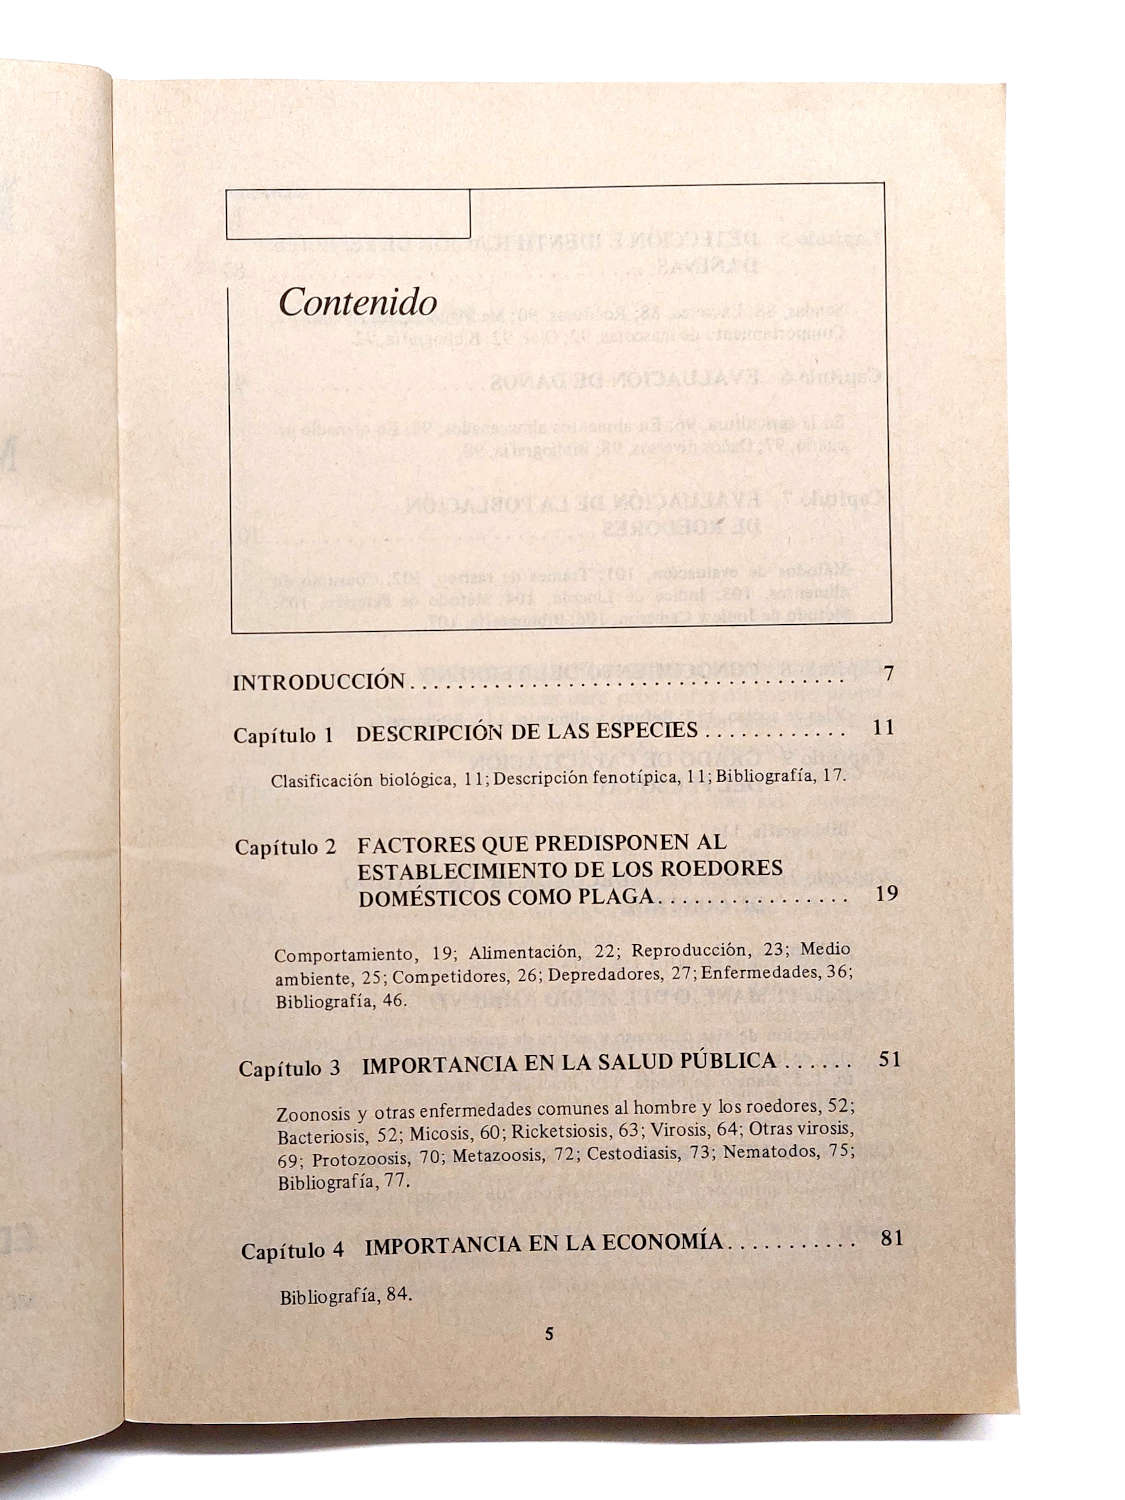 Contenido
INTRODUCCIÓN . . . . . . . . . . . . . . . . . . . . . . . . . . . . . . . . . . . . . 7
Capítulo 1 DESCRIPCIÓN DE LAS ESPECIES . . . . . . . . . . . . 11
Clasificación biológica, 11; Descripción fenotípica, 11; Bibliografía, 17.
Capítulo 2 FACTORES QUE PREDISPONEN AL
ESTABLECIMIENTO DE LOS ROEDORES
DOMÉSTICOS COMO PLAGA . . . . . . . . . . . . . . . . 19
Comportamiento, 19; Alimentación, 22; Reproducción, 23; Medio
ambiente, 25; Competidores, 26; Depredadores, 27; Enfermedades, 36;
Bibliografía, 46.
Capítulo 3 IMPORTANCIA EN LA SALUD PÚBLICA . . . . . . 51
Zoonosis y otras enfermedades comunes al hombre y los roedores, 52;
Bacteriosis, 52; Micosis, 60; Ricketsiosis, 63; Virosis, 64; Otras virosis,
69; Protozoosis, 70; Metazoosis, 72; Cestodiasis, 73; Nematodos, 75;
Bibliografía, 77.
Capítulo 4 IMPORTANCIA EN LA ECONOMÍA . . . . . . . . . . . 81
Bibliografía, 84.
5